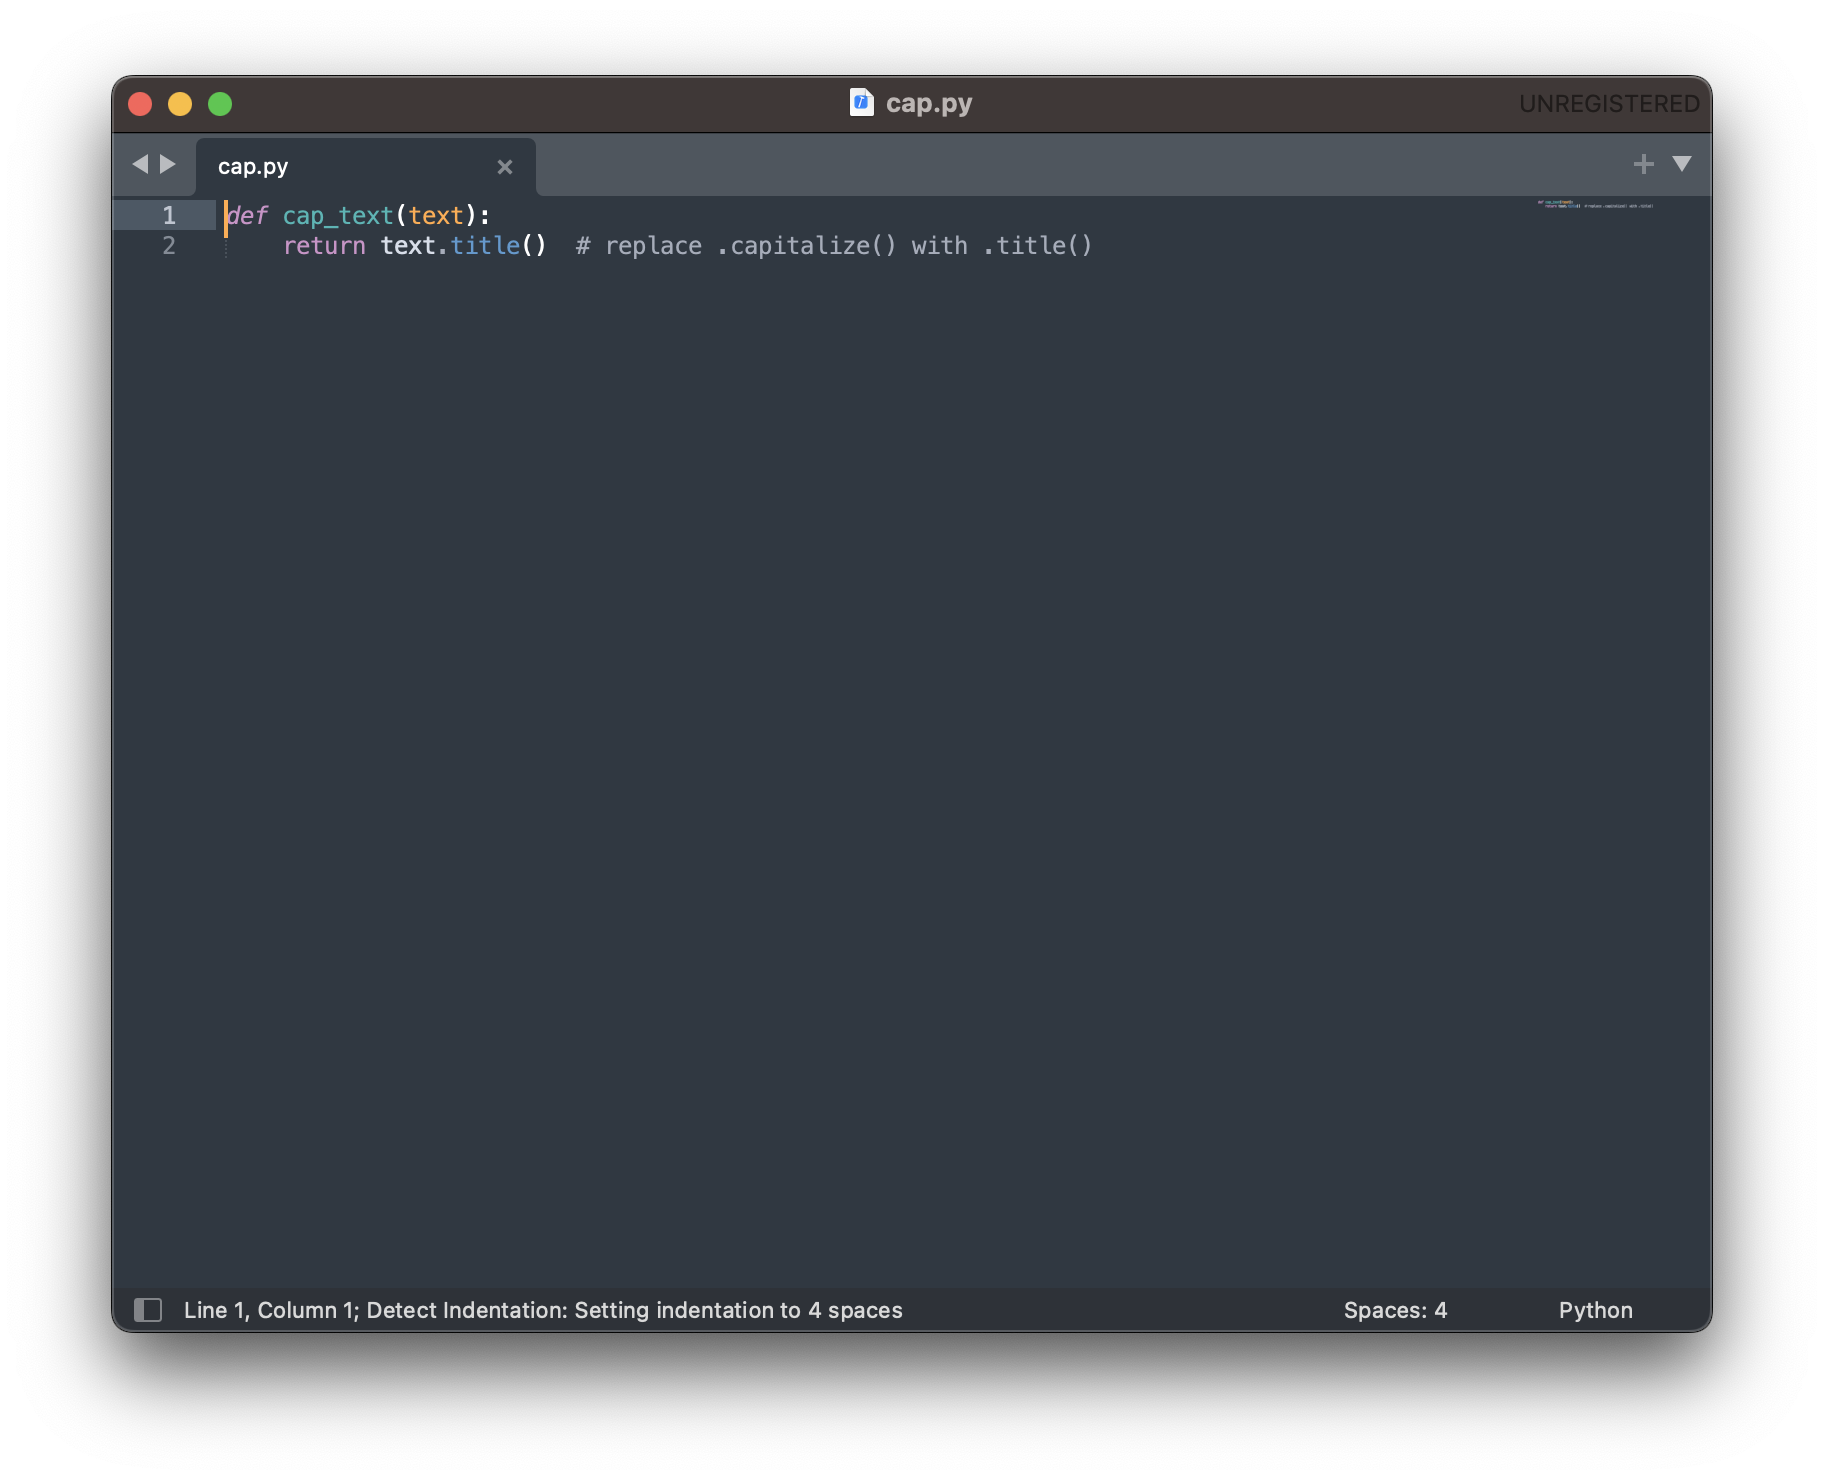 cap.py
UNREGISTERED
cap.py
1 def cap_text(text):
2     return text.title()  # replace .capitalize() with .title()
Line 1, Column 1; Detect Indentation: Setting indentation to 4 spaces
Spaces: 4
Python